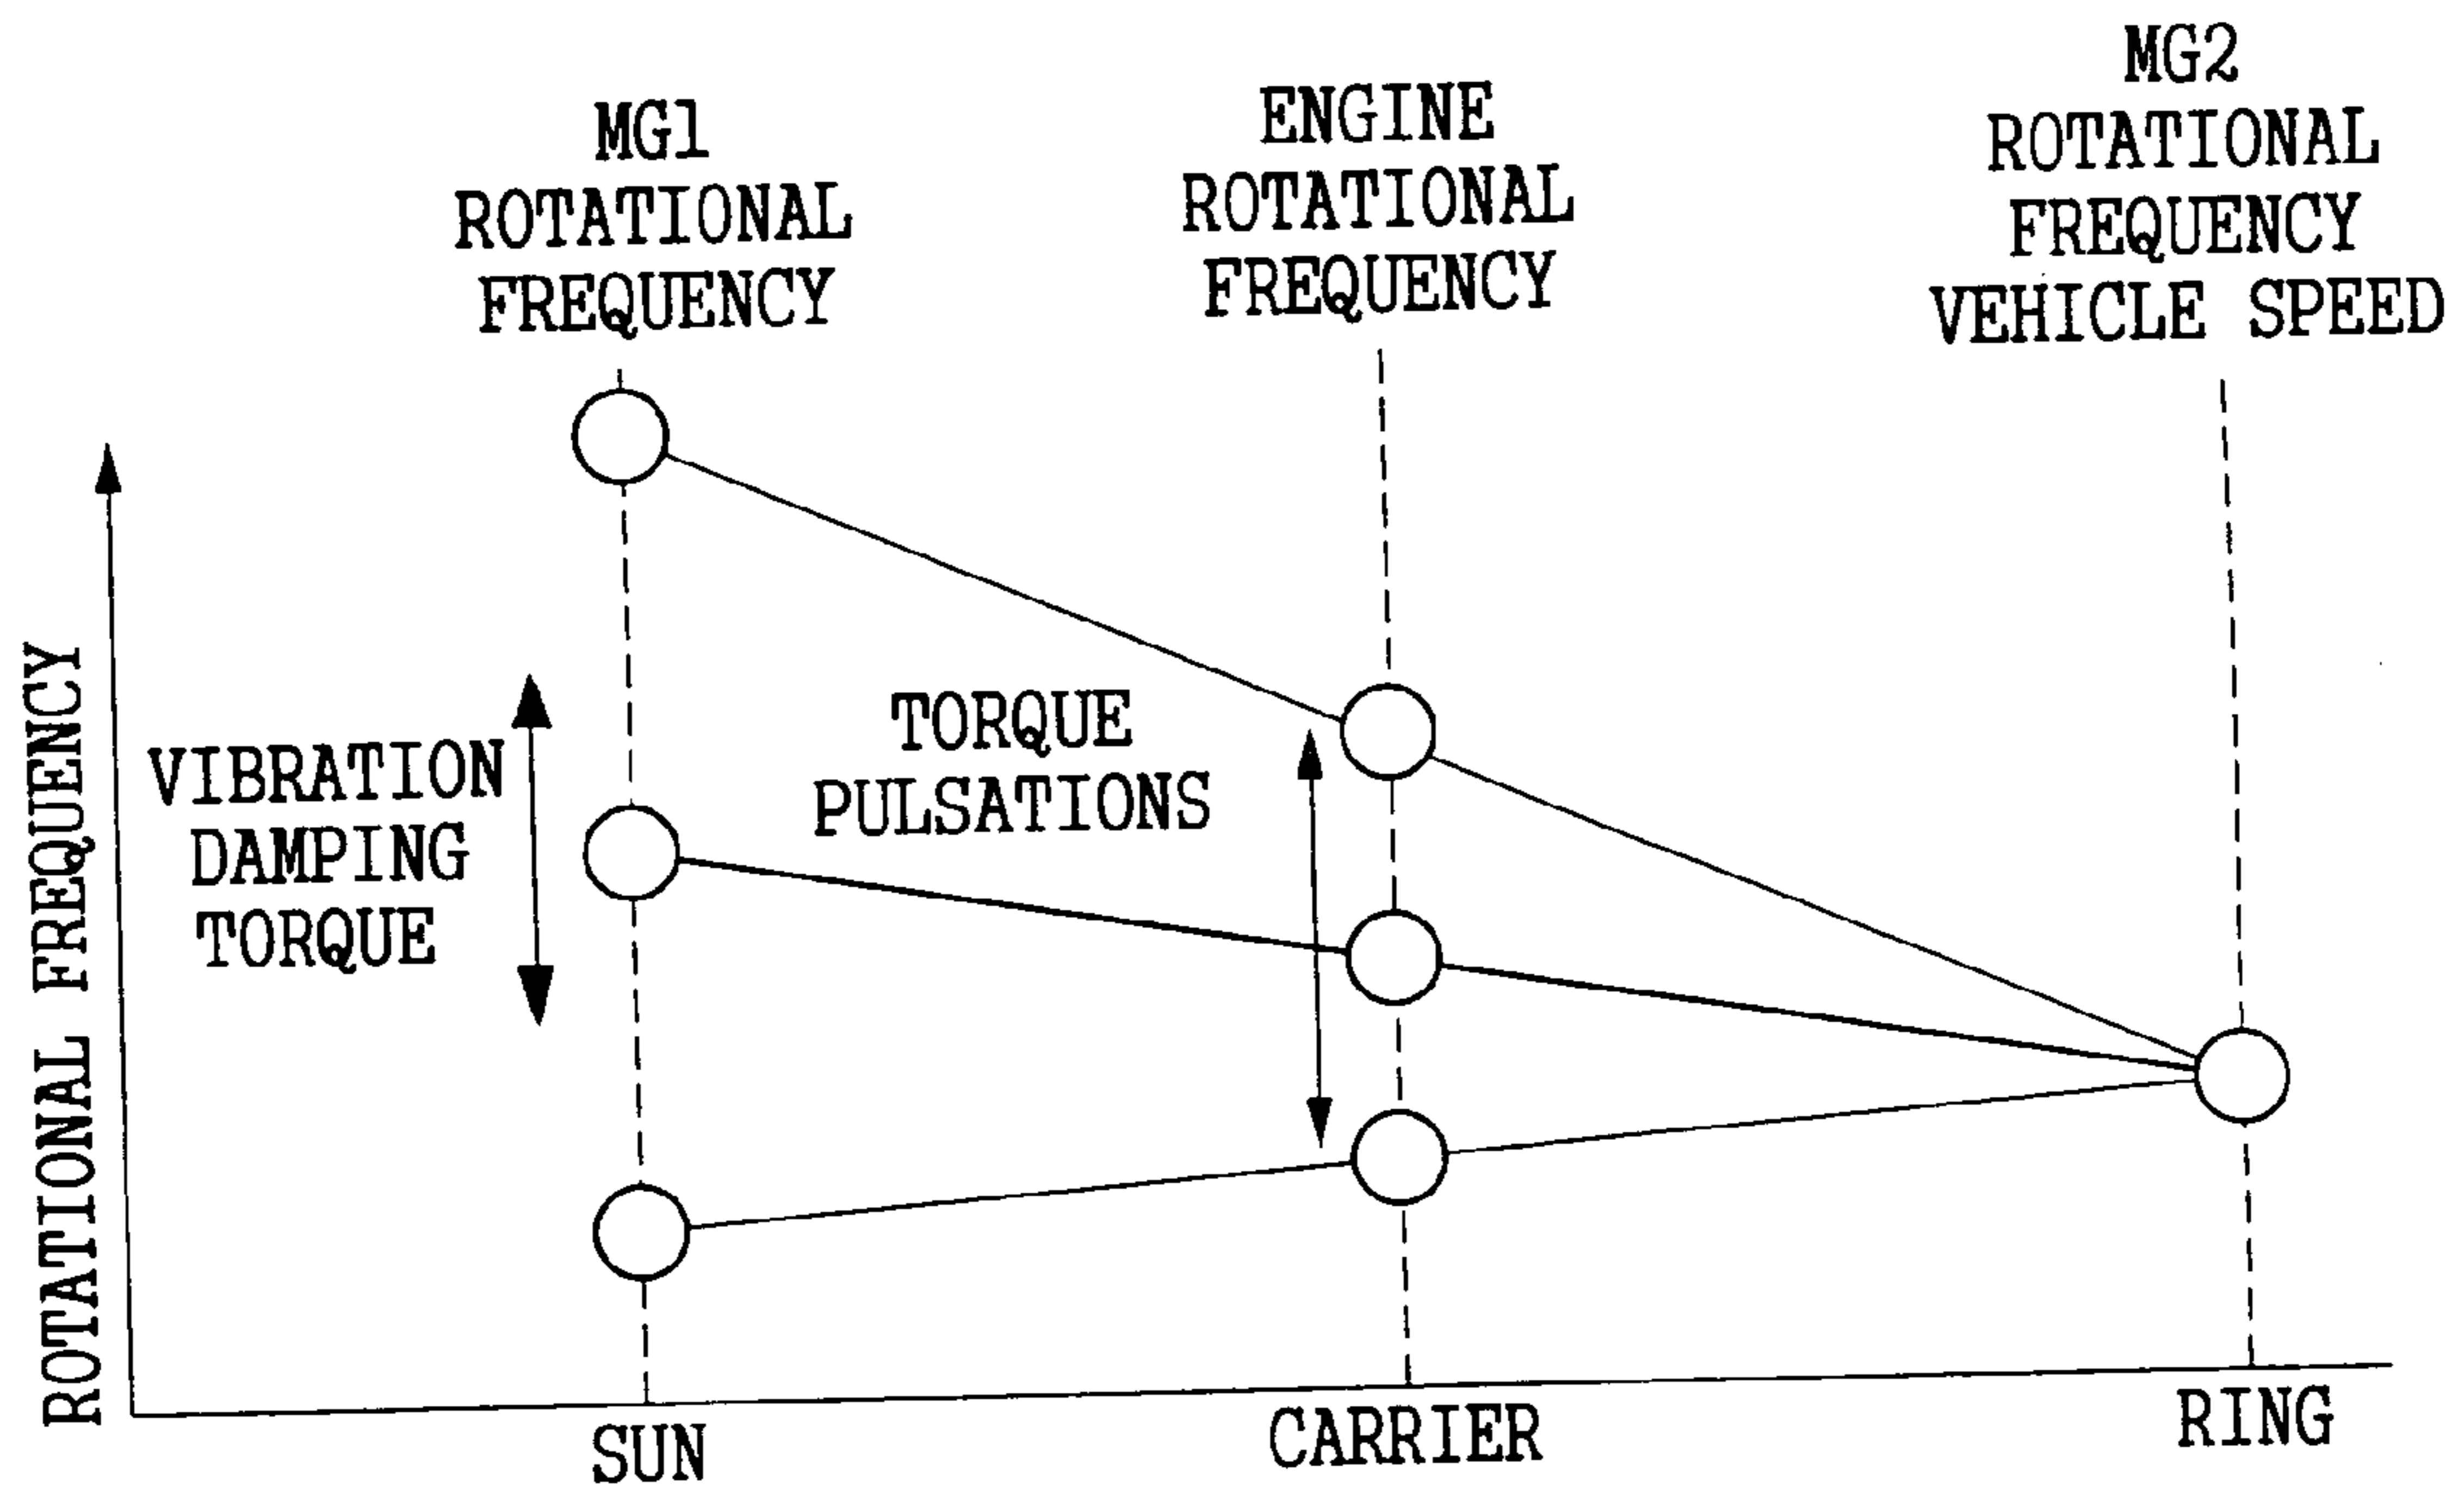 MG1
ROTATIONAL
FREQUENCY
ENGINE
ROTATIONAL
FREQUENCY
MG2
ROTATIONAL
FREQUENCY
VEHICLE SPEED
ROTATIONAL FREQUENCY
VIBRATION
DAMPING
TORQUE
TORQUE
PULSATIONS
SUN
CARRIER
RING